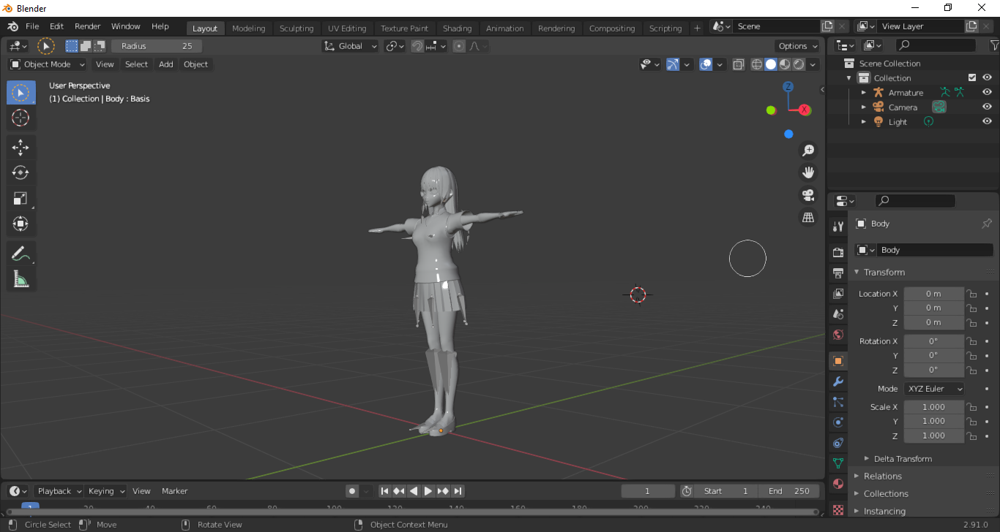 Blender
File Edit Render Window Help Layout Modeling Sculpting UV Editing Texture Paint Shading Animation Rendering Compositing Scripting + Scene View Layer
Radius 25 Global Options
Object Mode View Select Add Object
User Perspective
(1) Collection | Body : Basis
Z
X
Scene Collection
Collection
Armature
Camera
Light
Body
Body
Transform
Location X 0 m
Y 0 m
Z 0 m
Rotation X 0°
Y 0°
Z 0°
Mode XYZ Euler
Scale X 1.000
Y 1.000
Z 1.000
Delta Transform
Relations
Collections
Instancing
Playback Keying View Marker 1 Start 1 End 250
1 20 40 60 80 100 120 140 160 180 200 220 240
Circle Select Move Rotate View Object Context Menu 2.91.0